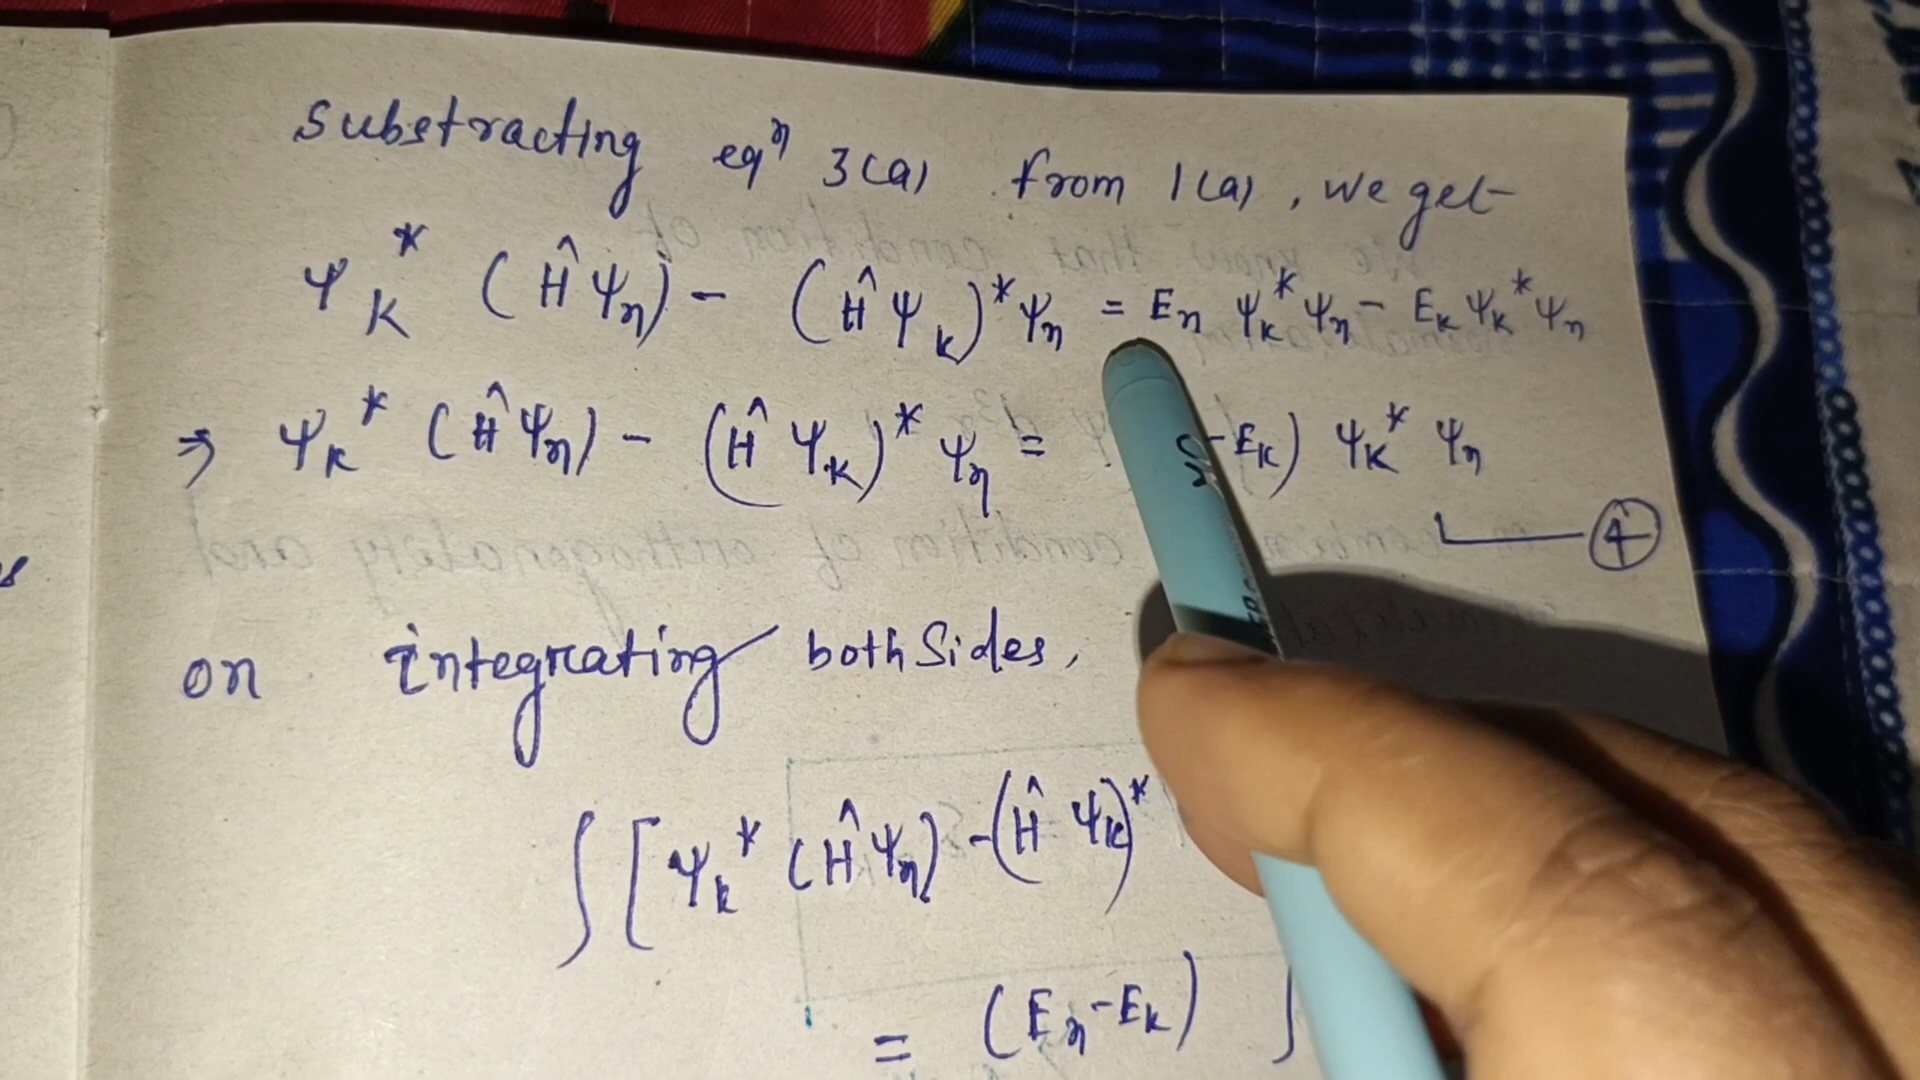 Substracting eqⁿ 3(a) from 1(a), we get
ψ_K^* (Ĥψ_n) - (Ĥψ_k)^* ψ_n = E_n ψ_k^* ψ_n - E_k ψ_k^* ψ_n
⇒ ψ_k^* (Ĥψ_n) - (Ĥψ_k)^* ψ_n = - E_k) ψ_k^* ψ_n
④
on integrating both sides,
∫ [ψ_k^* (Ĥψ_n) - (Ĥψ_k)^*
= (E_n - E_k) ∫